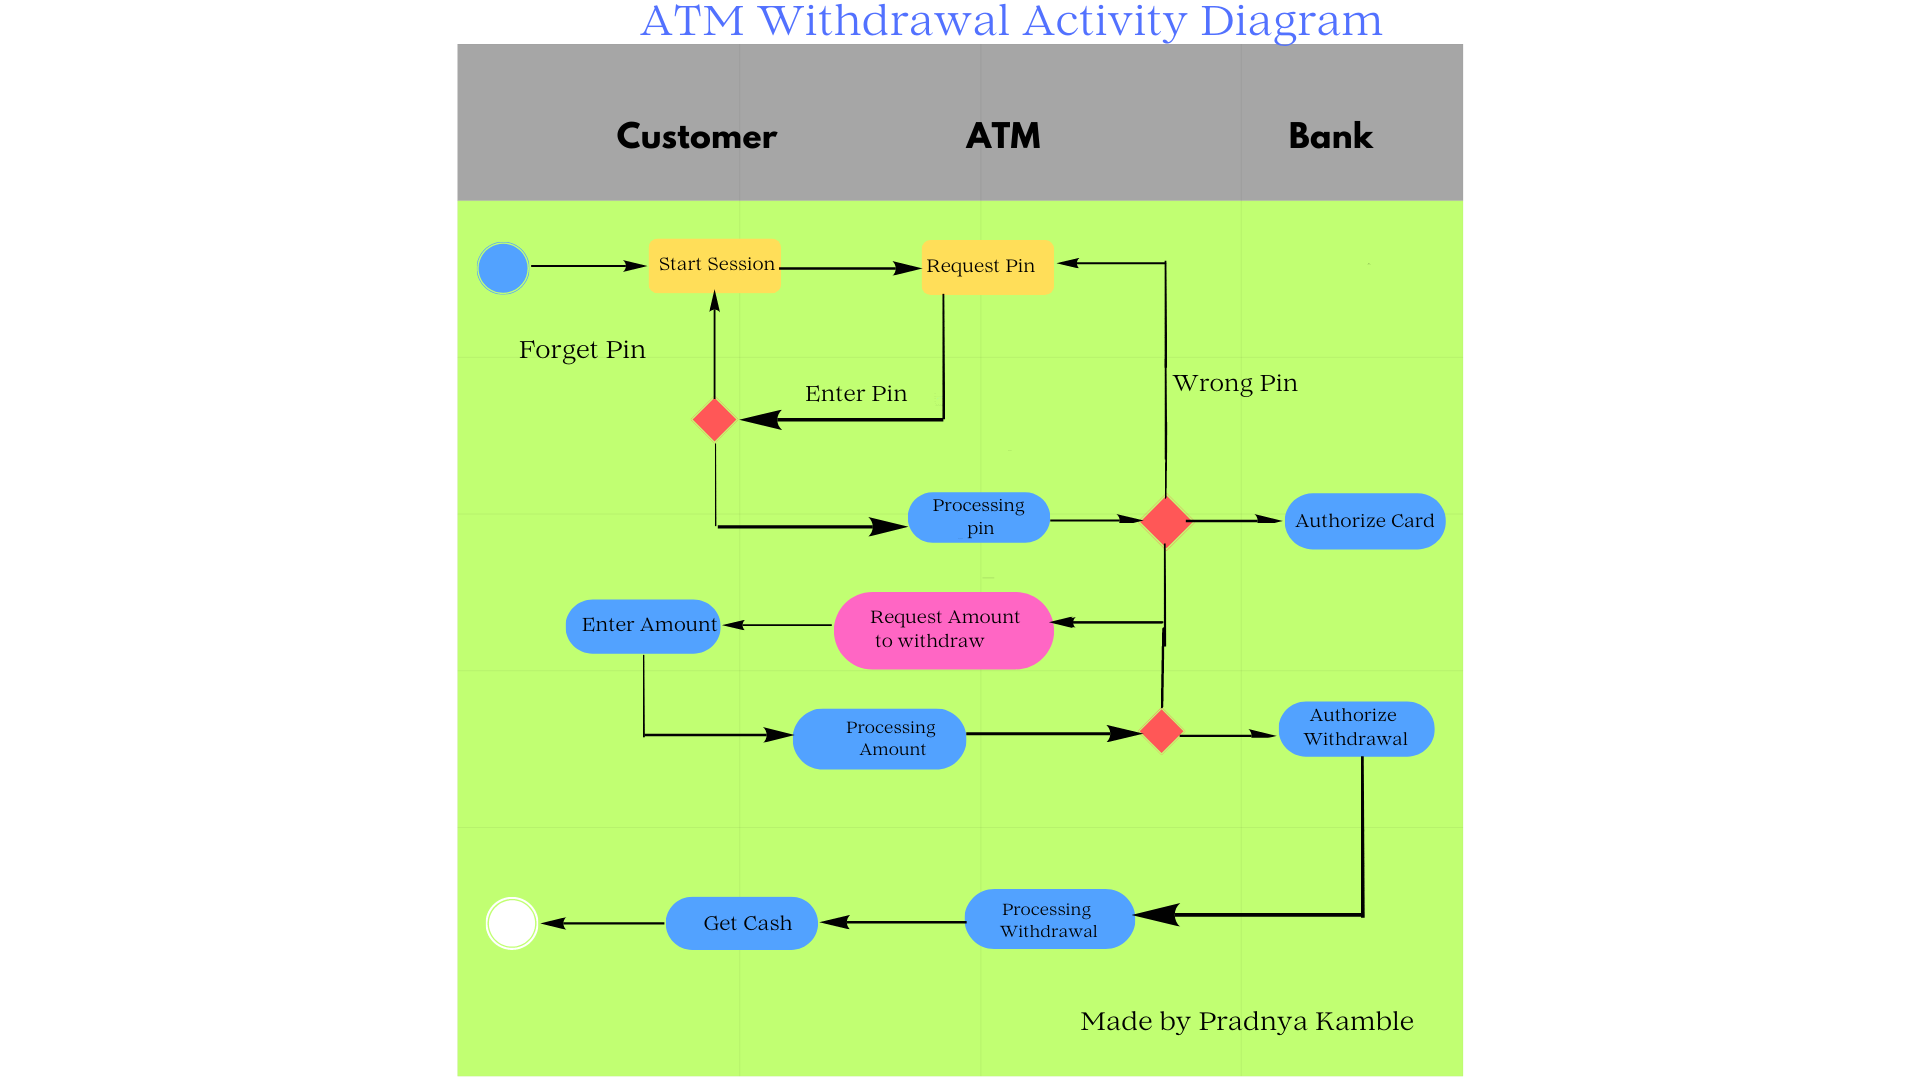 ATM Withdrawal Activity Diagram
Customer
ATM
Bank
Start Session
Request Pin
Forget Pin
Enter Pin
Wrong Pin
Processing
pin
Authorize Card
Enter Amount
Request Amount
to withdraw
Processing
Amount
Authorize
Withdrawal
Get Cash
Processing
Withdrawal
Made by Pradnya Kamble